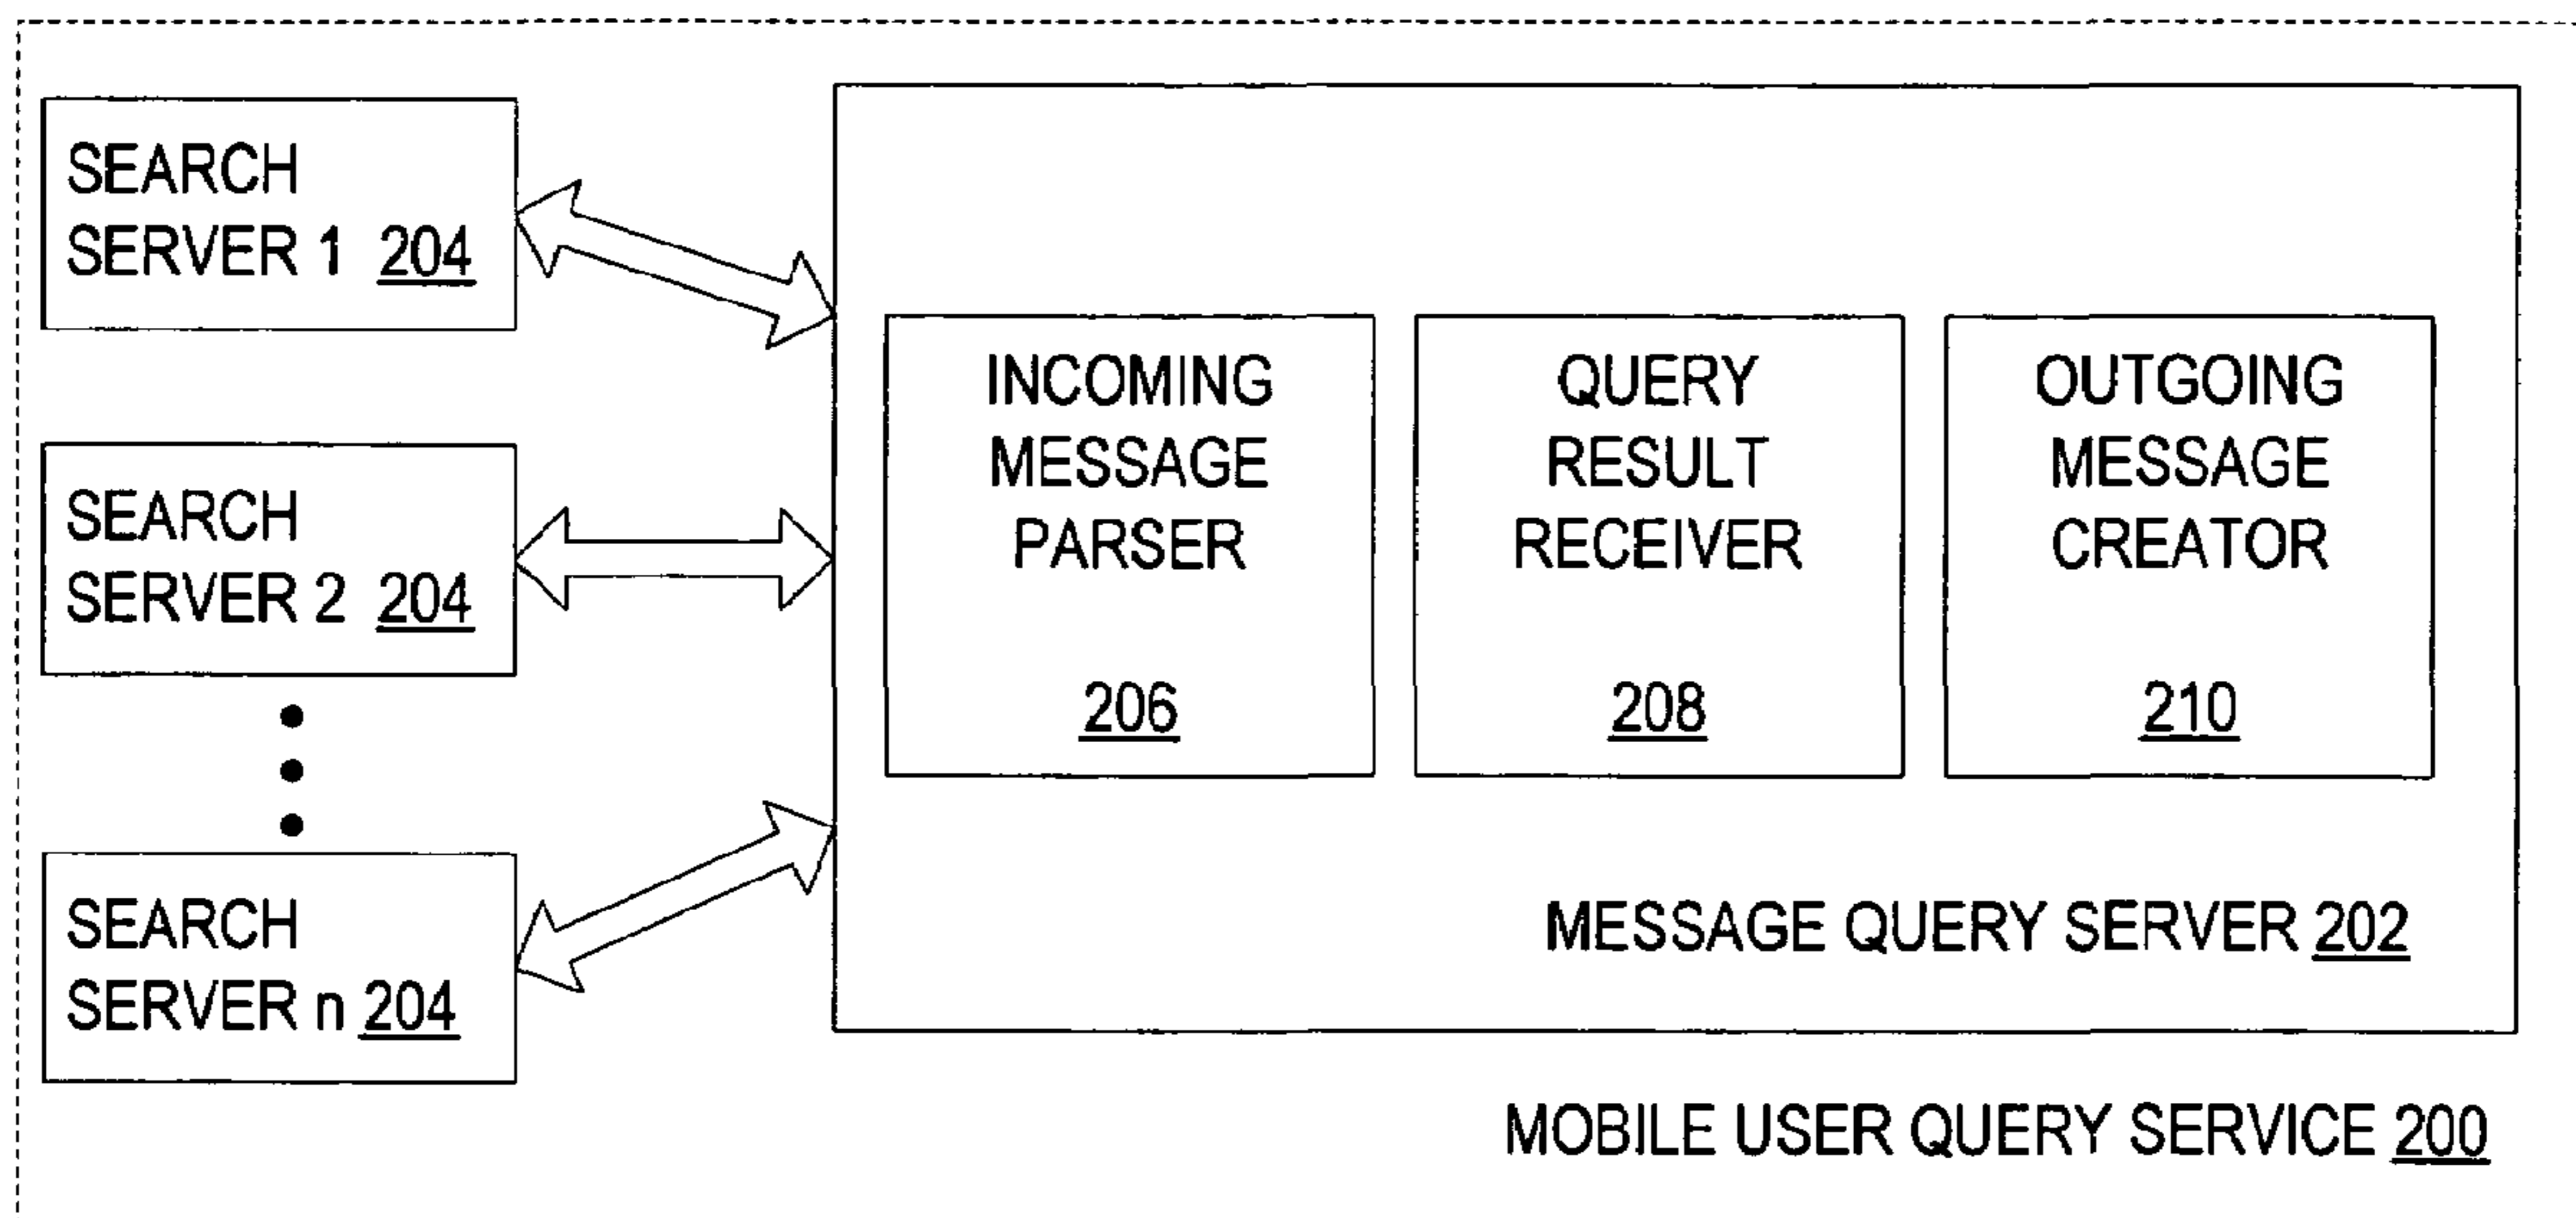 SEARCH
SERVER 1 204
SEARCH
SERVER 2 204
SEARCH
SERVER n 204
INCOMING
MESSAGE
PARSER
206
QUERY
RESULT
RECEIVER
208
OUTGOING
MESSAGE
CREATOR
210
MESSAGE QUERY SERVER 202
MOBILE USER QUERY SERVICE 200